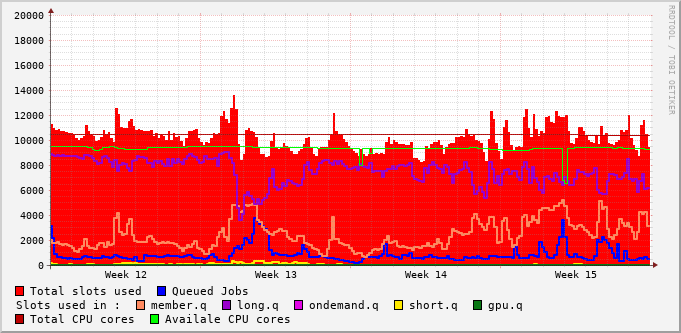 20000
18000
16000
14000
12000
10000
8000
6000
4000
2000
0
Week 12 Week 13 Week 14 Week 15
RRDTOOL / TOBI OETIKER
Total slots used Queued Jobs
Slots used in : member.q long.q ondemand.q short.q gpu.q
Total CPU cores Availale CPU cores